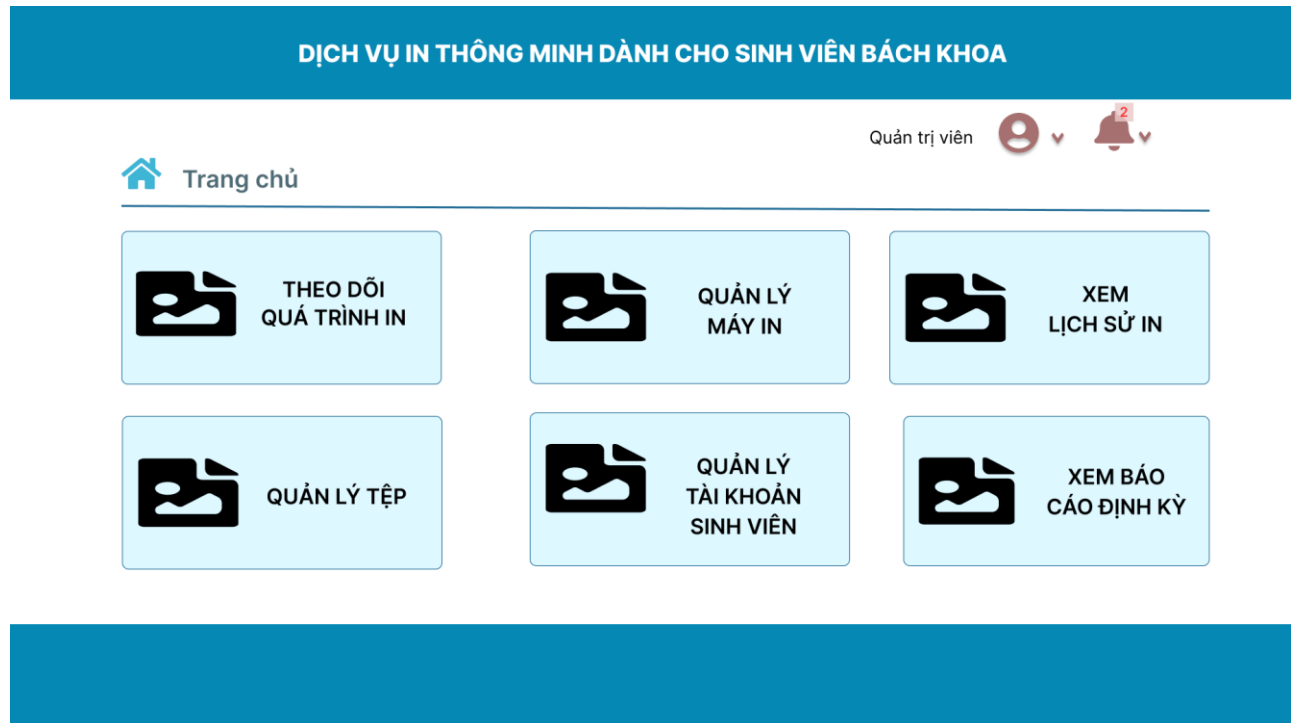 DỊCH VỤ IN THÔNG MINH DÀNH CHO SINH VIÊN BÁCH KHOA
Quản trị viên
2
Trang chủ
THEO DÕI
QUÁ TRÌNH IN
QUẢN LÝ
MÁY IN
XEM
LỊCH SỬ IN
QUẢN LÝ TỆP
QUẢN LÝ
TÀI KHOẢN
SINH VIÊN
XEM BÁO
CÁO ĐỊNH KỲ